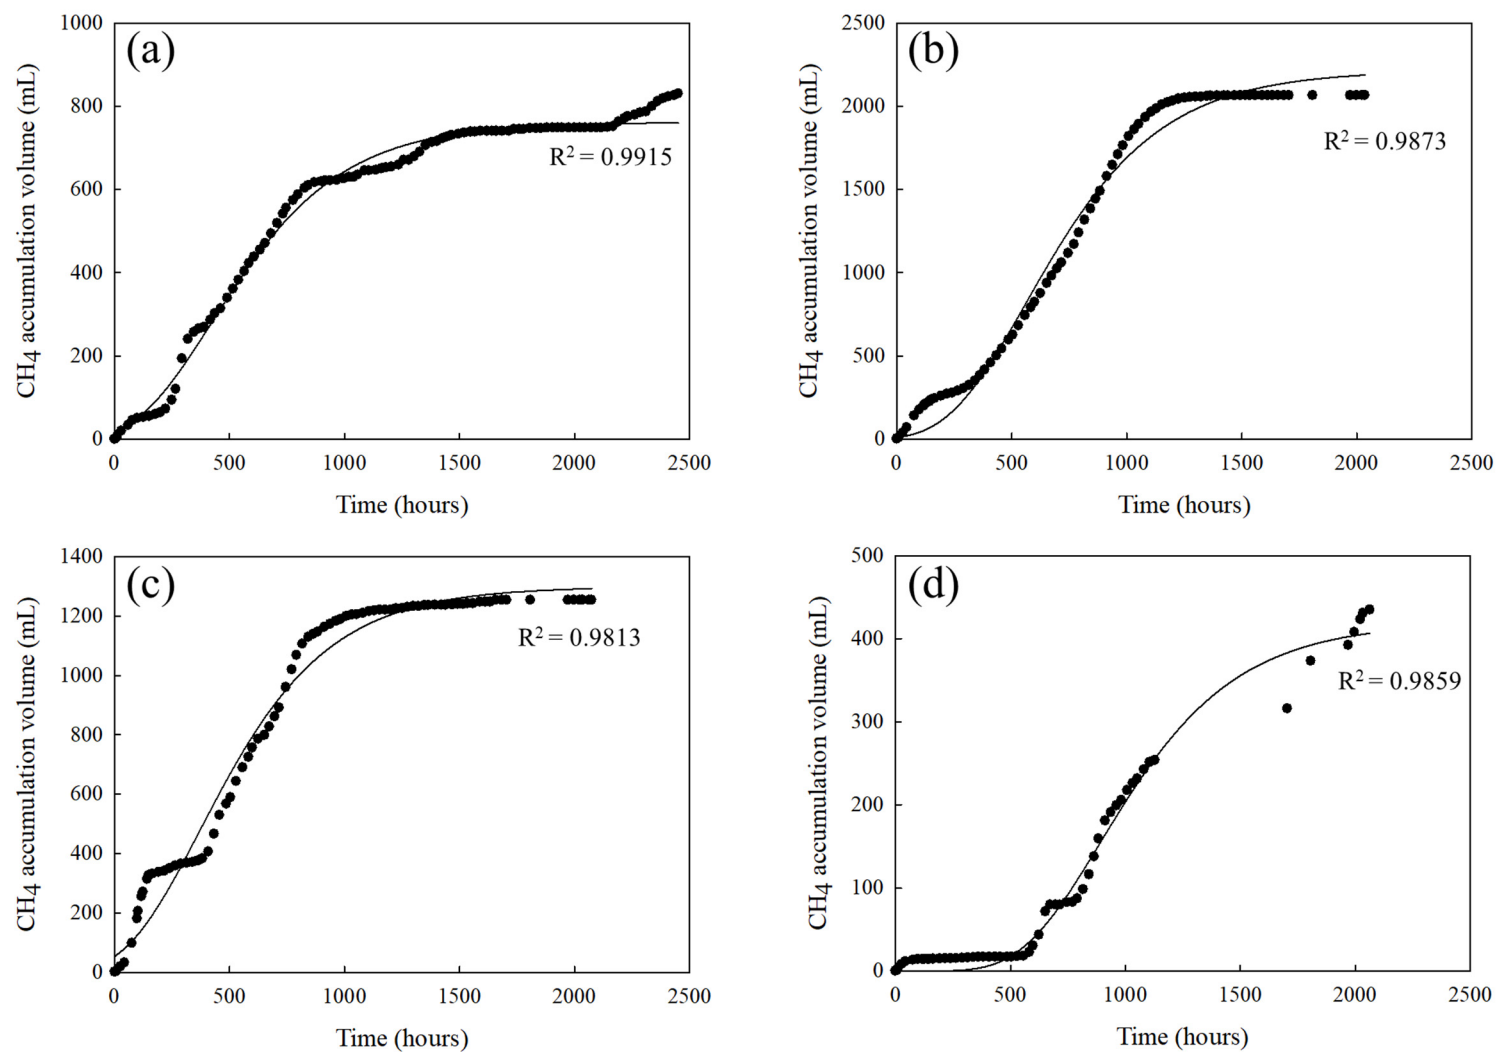 (a)
CH4 accumulation volume (mL)
1000
800
600
400
200
0
R2 = 0.9915
0 500 1000 1500 2000 2500
Time (hours)
(b)
CH4 accumulation volume (mL)
2500
2000
1500
1000
500
0
R2 = 0.9873
0 500 1000 1500 2000 2500
Time (hours)
(c)
CH4 accumulation volume (mL)
1400
1200
1000
800
600
400
200
0
R2 = 0.9813
0 500 1000 1500 2000 2500
Time (hours)
(d)
CH4 accumulation volume (mL)
500
400
300
200
100
0
R2 = 0.9859
0 500 1000 1500 2000 2500
Time (hours)